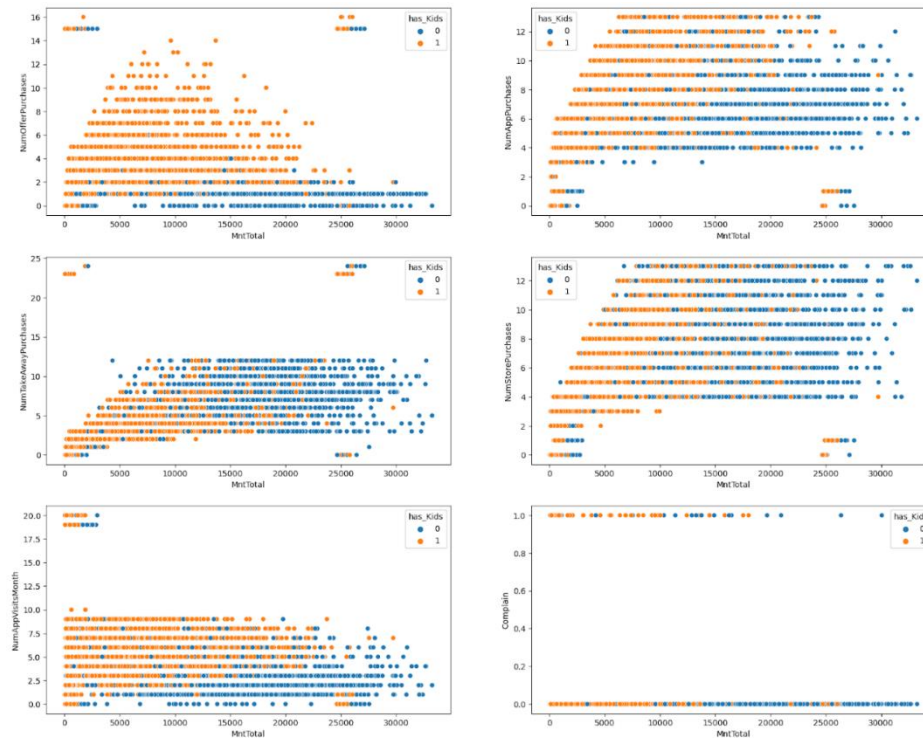 has_Kids
0
1
16
14
12
10
8
6
4
2
0
NumOfferPurchases
0 5000 10000 15000 20000 25000 30000
MntTotal
has_Kids
0
1
12
10
8
6
4
2
0
NumAppPurchases
0 5000 10000 15000 20000 25000 30000
MntTotal
has_Kids
0
1
25
20
15
10
5
0
NumTakeAwayPurchases
0 5000 10000 15000 20000 25000 30000
MntTotal
has_Kids
0
1
12
10
8
6
4
2
0
NumStorePurchases
0 5000 10000 15000 20000 25000 30000
MntTotal
has_Kids
0
1
20.0
17.5
15.0
12.5
10.0
7.5
5.0
2.5
0.0
NumAppVisitsMonth
0 5000 10000 15000 20000 25000 30000
MntTotal
has_Kids
0
1
1.0
0.8
0.6
0.4
0.2
0.0
Complain
0 5000 10000 15000 20000 25000 30000
MntTotal